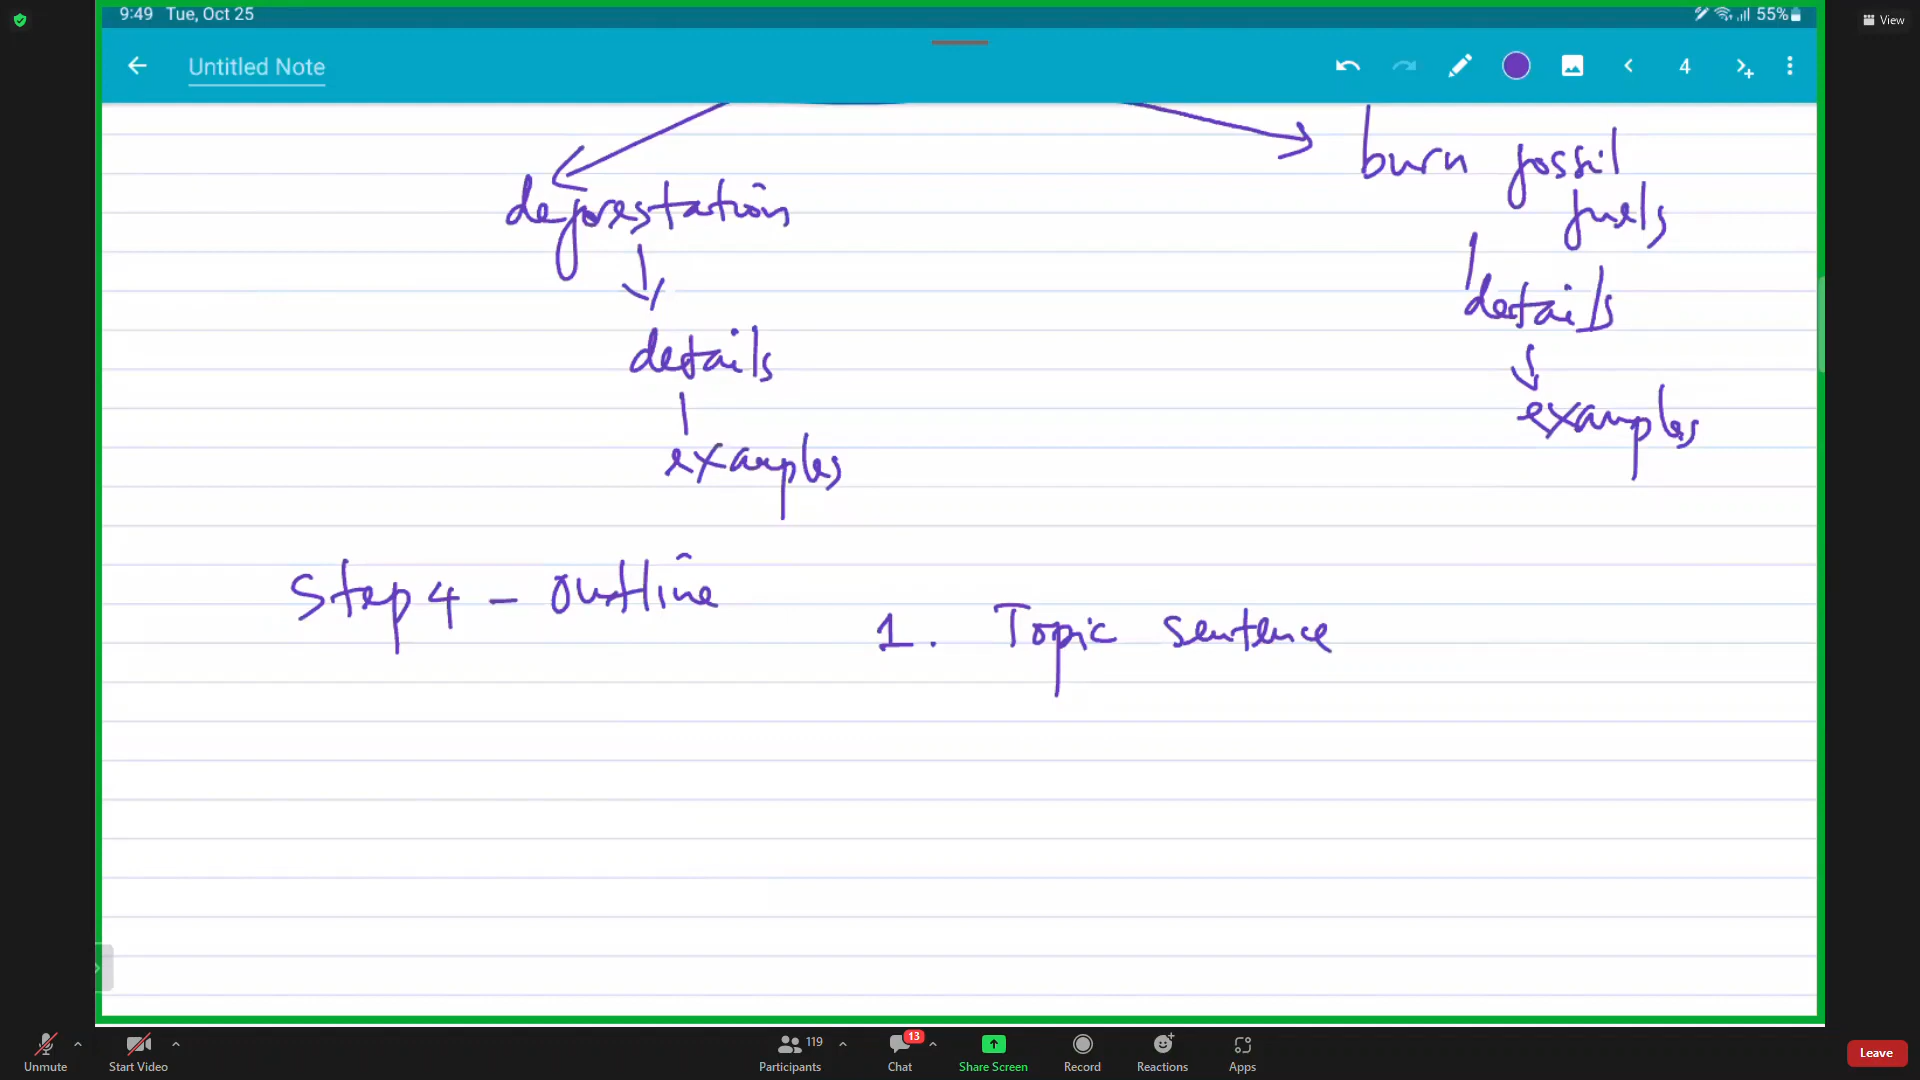 9:49 Tue, Oct 25
55%
View
Untitled Note
4
burn fossil
fuels
deforestation
details
details
examples
examples
Step 4 - Outline
1. Topic sentence
119
13
Unmute
Start Video
Participants
Chat
Share Screen
Record
Reactions
Apps
Leave